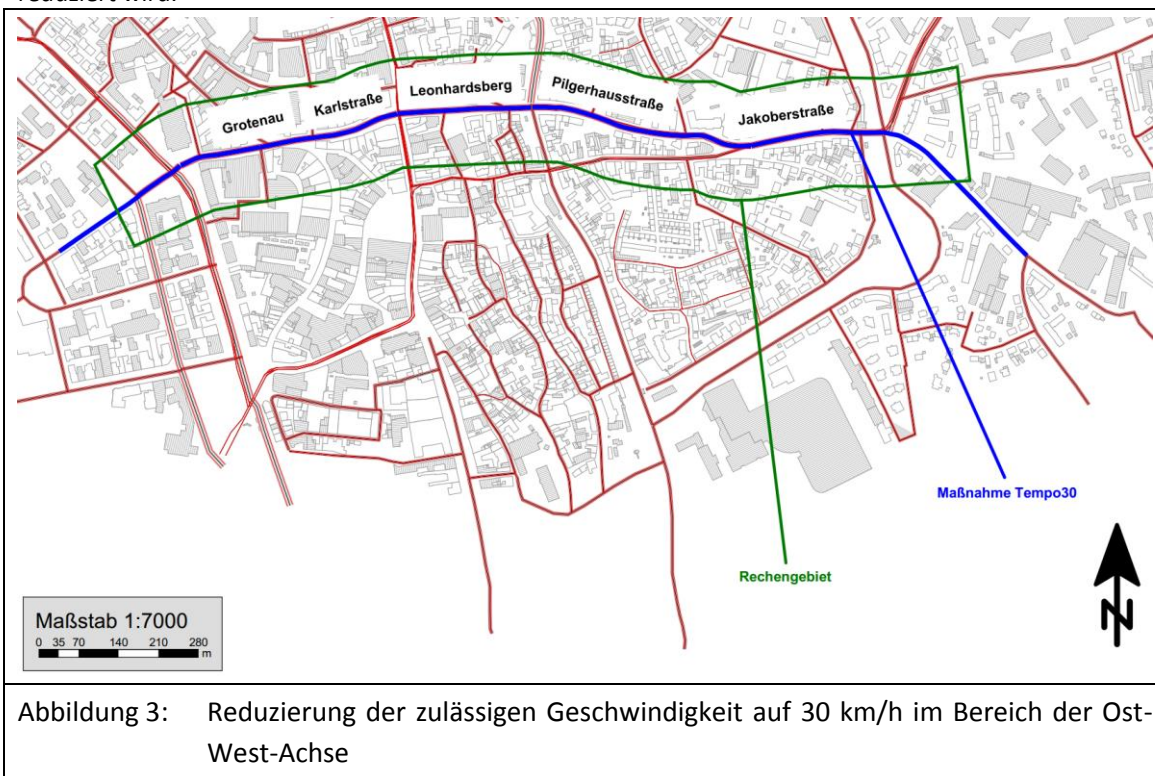 reduziert wird.
Grotenau
Karlstraße
Leonhardsberg
Pilgerhausstraße
Jakoberstraße
Maßnahme Tempo30
Rechengebiet
N
Maßstab 1:7000
0 35 70 140 210 280
m
Abbildung 3: Reduzierung der zulässigen Geschwindigkeit auf 30 km/h im Bereich der Ost-
West-Achse